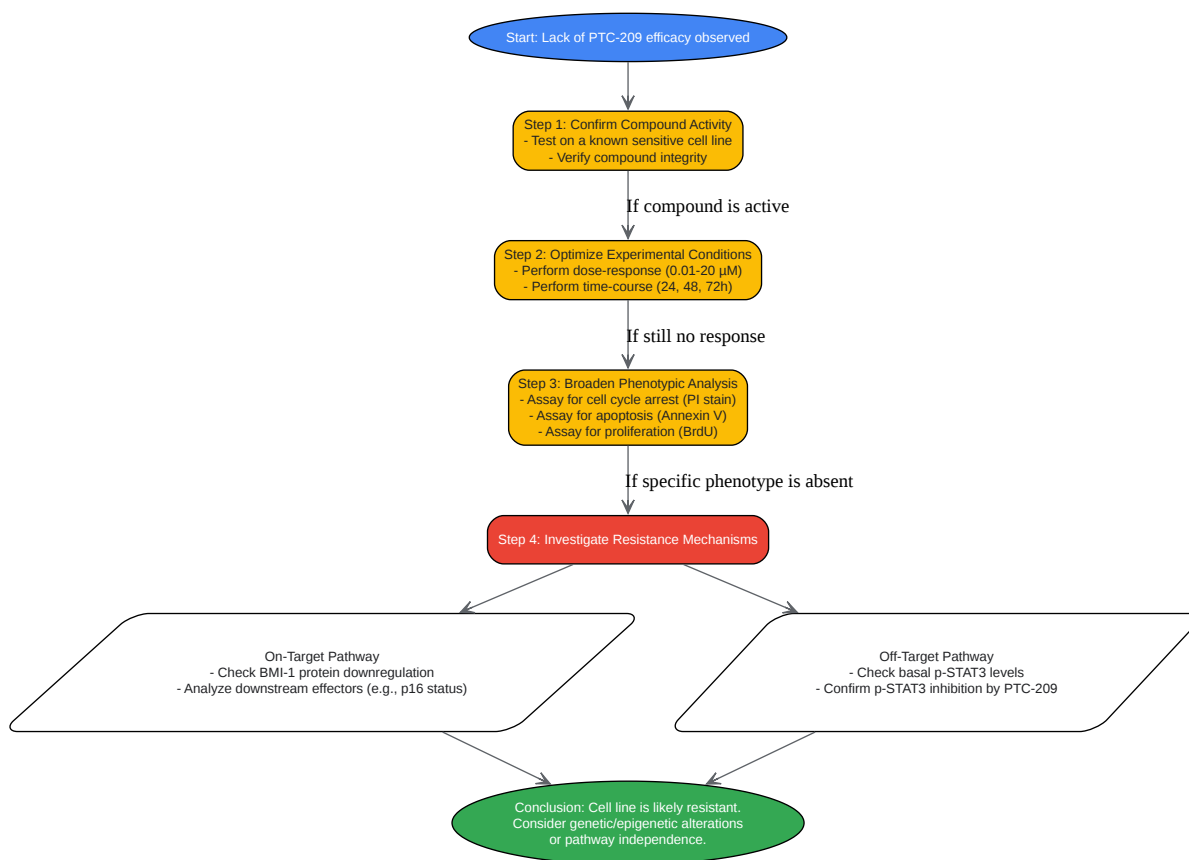 Start: Lack of PTC-209 efficacy observed
Step 1: Confirm Compound Activity
- Test on a known sensitive cell line
- Verify compound integrity
If compound is active
Step 2: Optimize Experimental Conditions
- Perform dose-response (0.01-20 µM)
- Perform time-course (24, 48, 72h)
If still no response
Step 3: Broaden Phenotypic Analysis
- Assay for cell cycle arrest (PI stain)
- Assay for apoptosis (Annexin V)
- Assay for proliferation (BrdU)
If specific phenotype is absent
Step 4: Investigate Resistance Mechanisms
On-Target Pathway
- Check BMI-1 protein downregulation
- Analyze downstream effectors (e.g., p16 status)
Off-Target Pathway
- Check basal p-STAT3 levels
- Confirm p-STAT3 inhibition by PTC-209
Conclusion: Cell line is likely resistant.
Consider genetic/epigenetic alterations
or pathway independence.